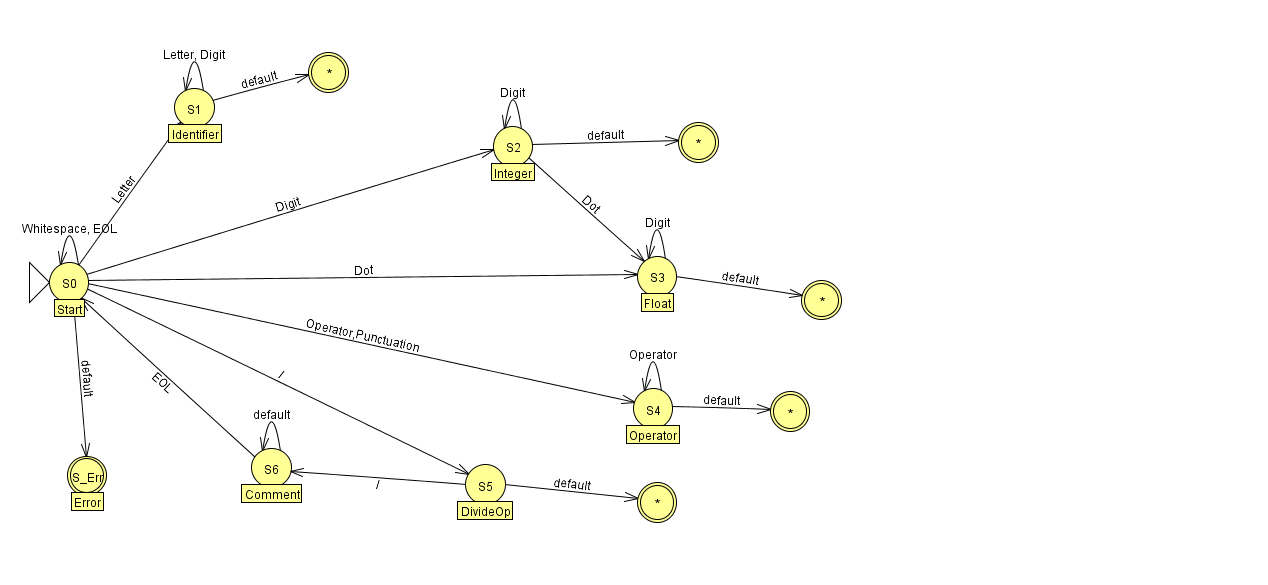 Letter, Digit
S1
Identifier
default
*
Letter
Digit
S2
Integer
default
*
Digit
Dot
Whitespace, EOL
S0
Start
Dot
Digit
S3
Float
default
*
Operator,Punctuation
Operator
S4
Operator
default
*
default
EOL
/
default
S6
Comment
/
S5
DivideOp
default
*
S_Err
Error